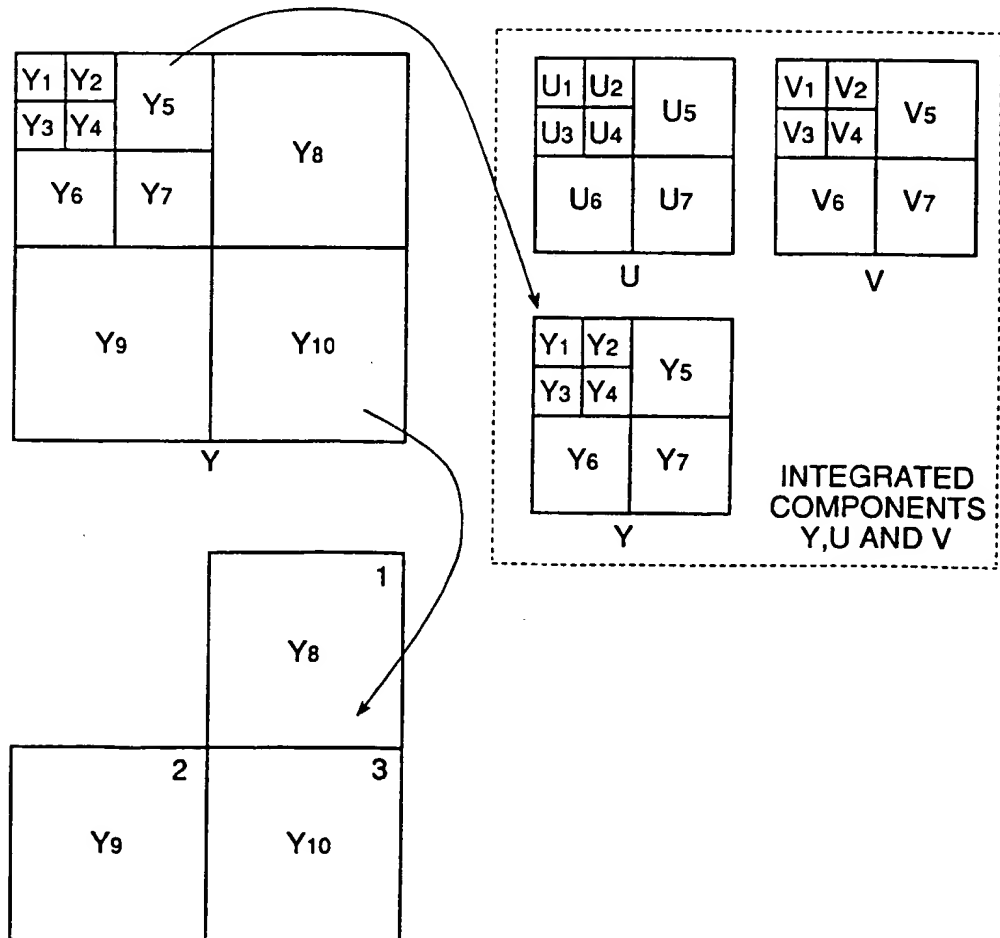 Y1 Y2 Y5 Y8
Y3 Y4
Y6 Y7
Y9 Y10
Y
U1 U2 U5
U3 U4
U6 U7
U
V1 V2 V5
V3 V4
V6 V7
V
Y1 Y2 Y5
Y3 Y4
Y6 Y7
Y
INTEGRATED
COMPONENTS
Y,U AND V
1
Y8
2 3
Y9 Y10